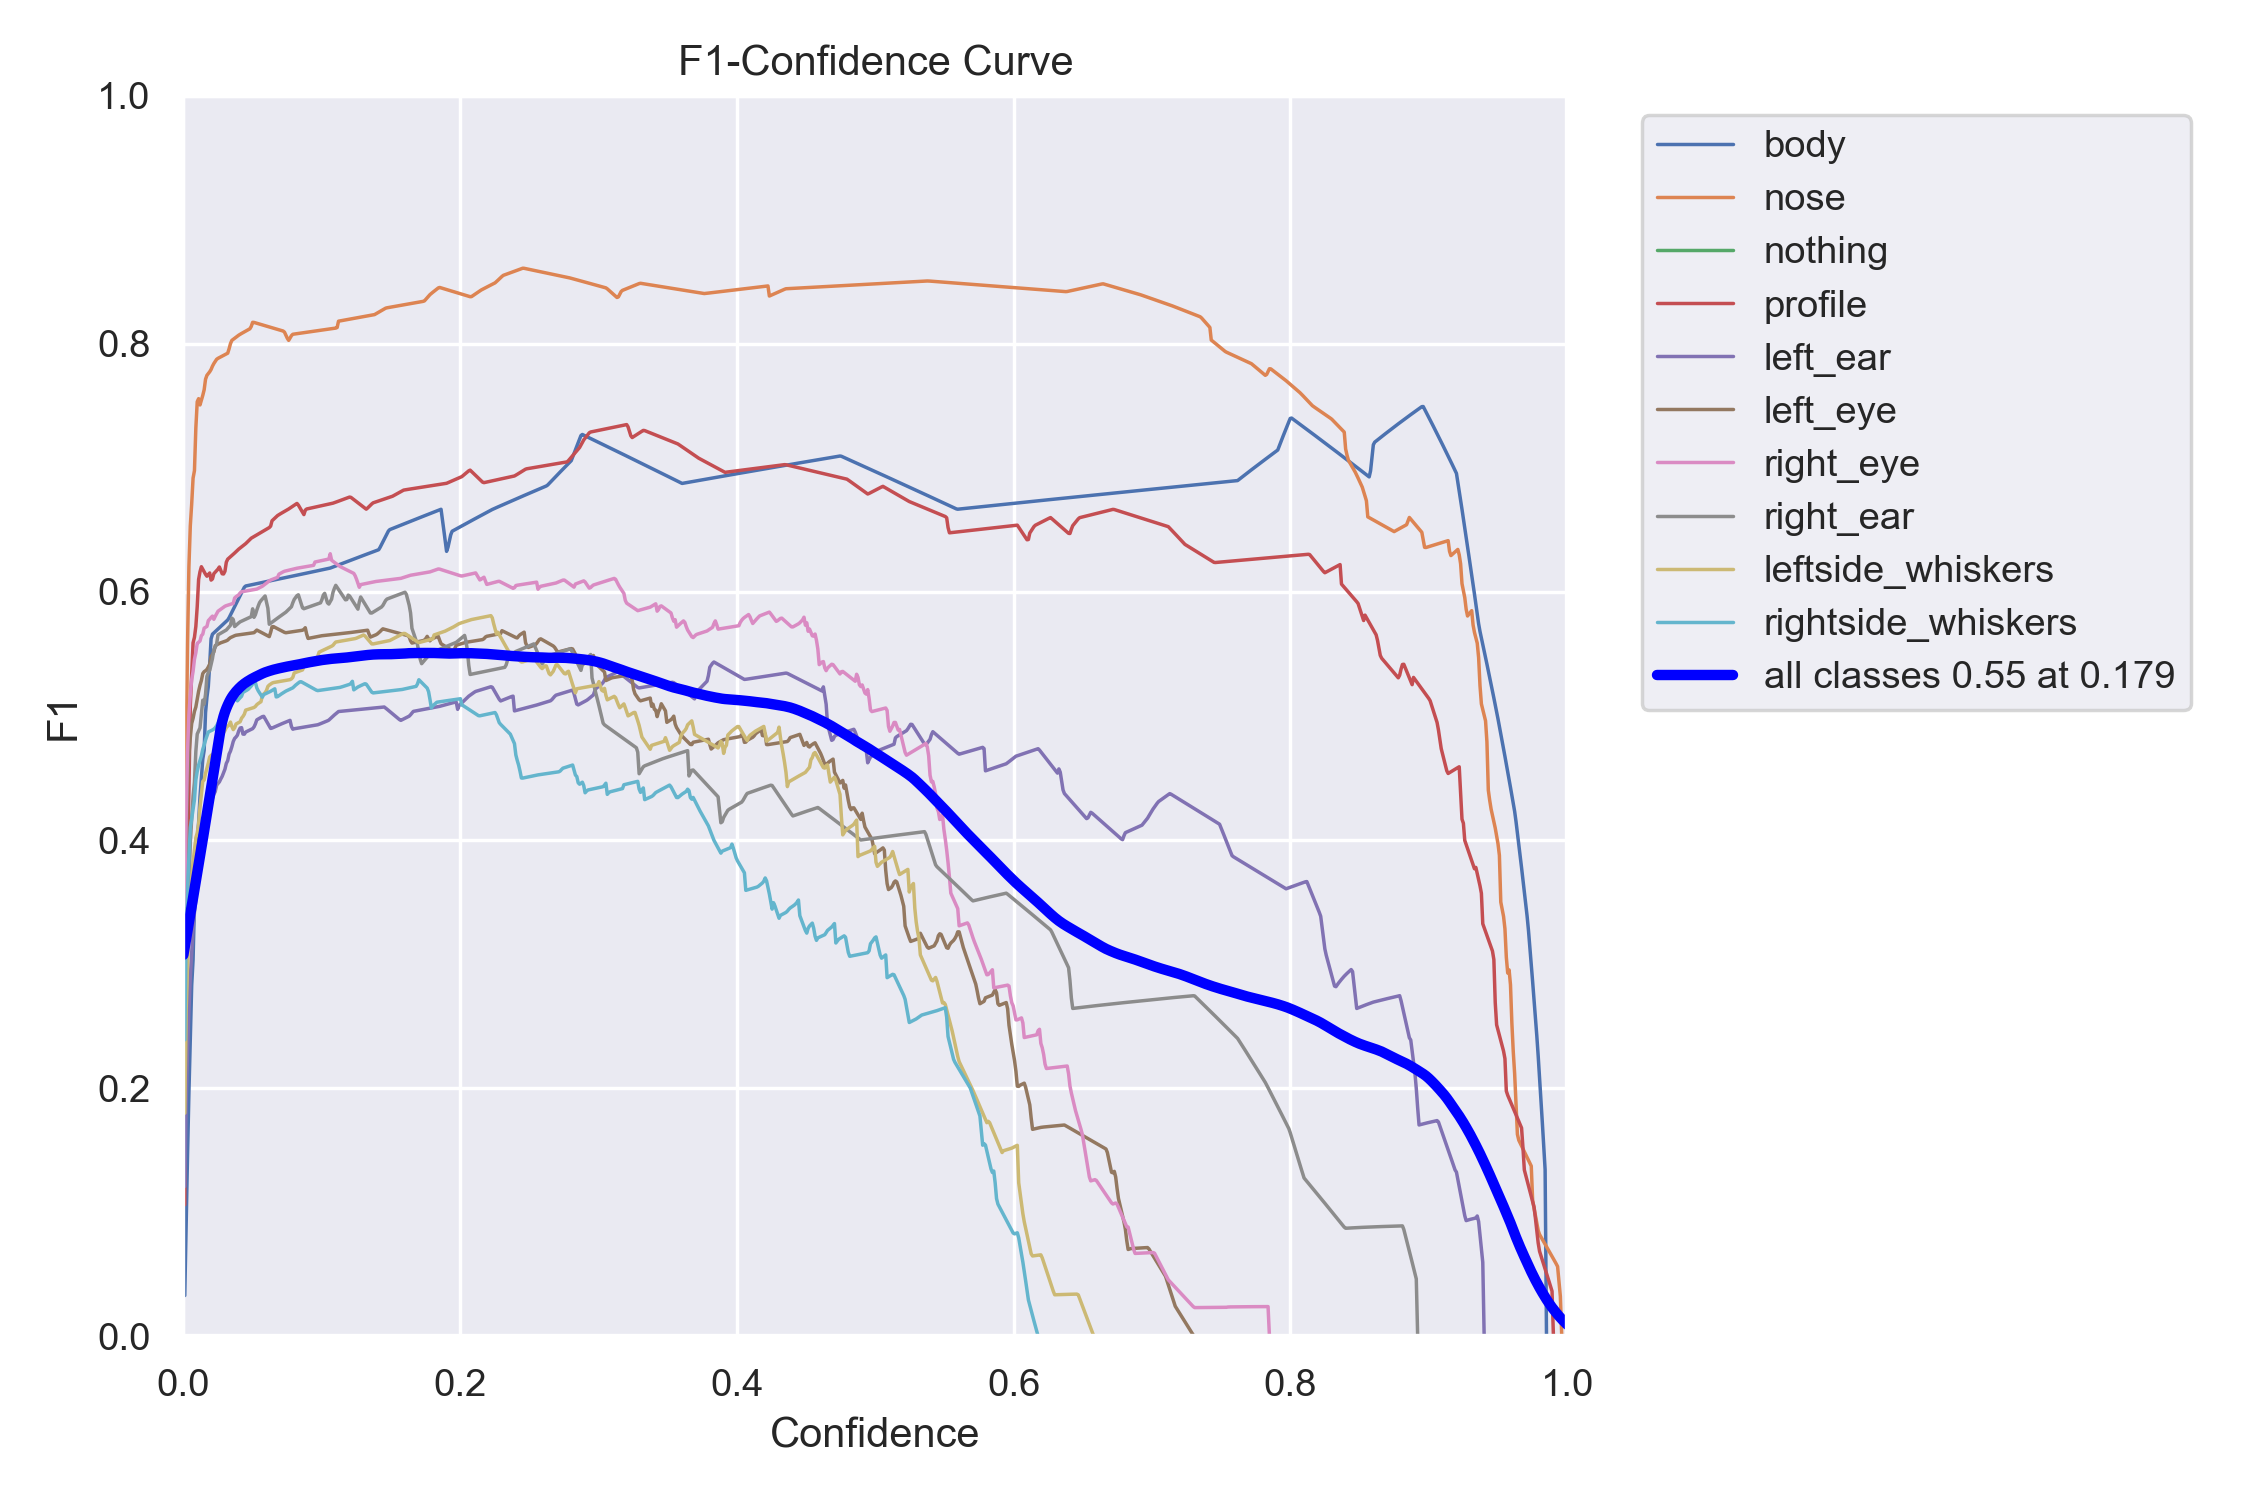 F1-Confidence Curve
1.0
0.8
0.6
0.4
0.2
0.0
F1
0.0
0.2
0.4
0.6
0.8
1.0
Confidence
body
nose
nothing
profile
left_ear
left_eye
right_eye
right_ear
leftside_whiskers
rightside_whiskers
all classes 0.55 at 0.179